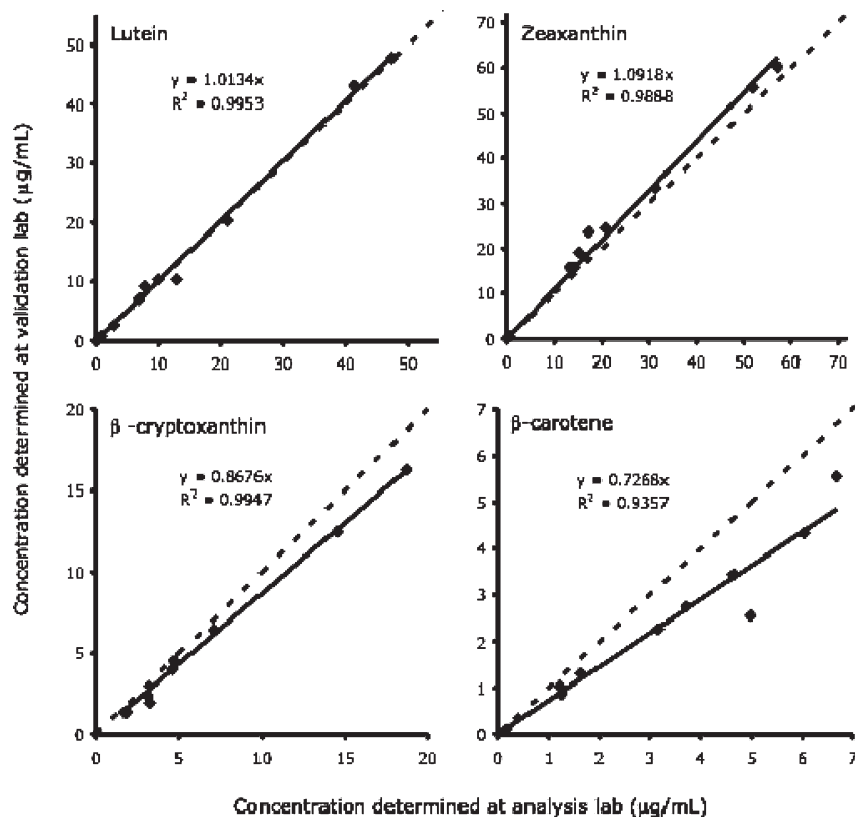 Concentration determined at validation lab (µg/mL)
Lutein
y = 1.0134x
R² = 0.9953
50
40
30
20
10
0
0 10 20 30 40 50
Zeaxanthin
y = 1.0918x
R² = 0.9888
70
60
50
40
30
20
10
0
0 10 20 30 40 50 60 70
β -cryptoxanthin
y = 0.8676x
R² = 0.9947
20
15
10
5
0
0 5 10 15 20
β-carotene
y = 0.7268x
R² = 0.9357
7
6
5
4
3
2
1
0
0 1 2 3 4 5 6 7
Concentration determined at analysis lab (µg/mL)